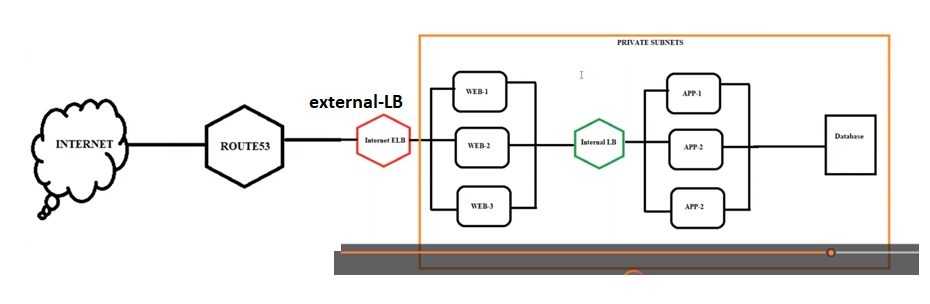 PRIVATE SUBNETS
external-LB
INTERNET
ROUTE53
Internet ELB
WEB-1
WEB-2
WEB-3
Internal LB
APP-1
APP-2
APP-2
Database